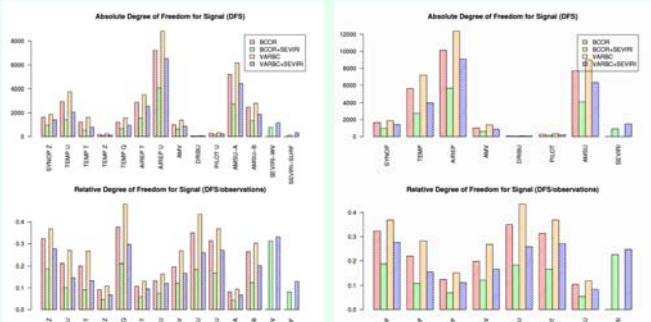 Absolute Degree of Freedom for Signal (DFS)
8000
6000
4000
2000
0
BCOR
BCOR+SEVIRI
VARBC
VARBC+SEVIRI
SYNOP Z
TEMP U
TEMP T
TEMP Z
TEMP Q
AIREP T
AIREP U
AMV
DRIBU
PILOT U
AMSU-A
AMSU-B
SEVIRI-WV
SEVIRI-SURF
Relative Degree of Freedom for Signal (DFS/observations)
0.4
0.3
0.2
0.1
0.0
Z
U
T
Z
Q
T
U
V
U
U
A
B
V
F
Absolute Degree of Freedom for Signal (DFS)
12000
10000
8000
6000
4000
2000
0
BCOR
BCOR+SEVIRI
VARBC
VARBC+SEVIRI
SYNOP
TEMP
AIREP
AMV
DRIBU
PILOT
AMSU
SEVIRI
Relative Degree of Freedom for Signal (DFS/observations)
0.4
0.3
0.2
0.1
0.0
P
P
P
V
U
T
U
RI